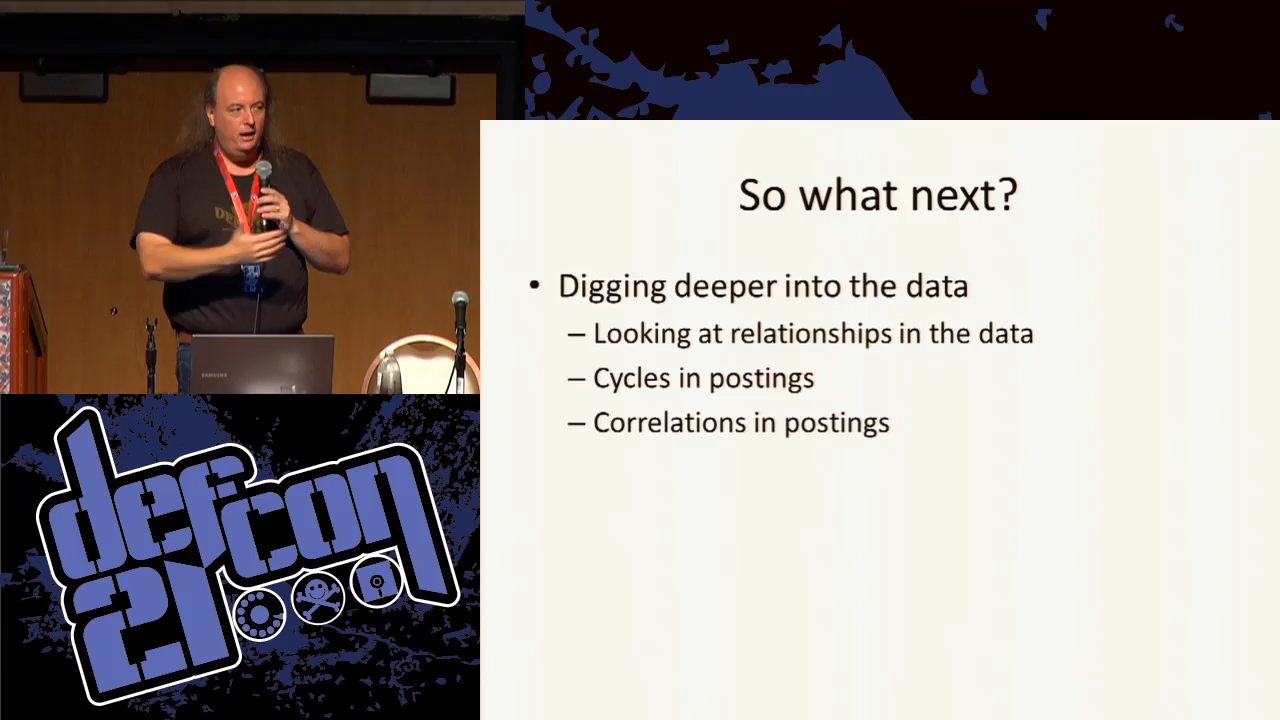 So what next?
• Digging deeper into the data
– Looking at relationships in the data
– Cycles in postings
– Correlations in postings
SAMSUNG
defcon
21